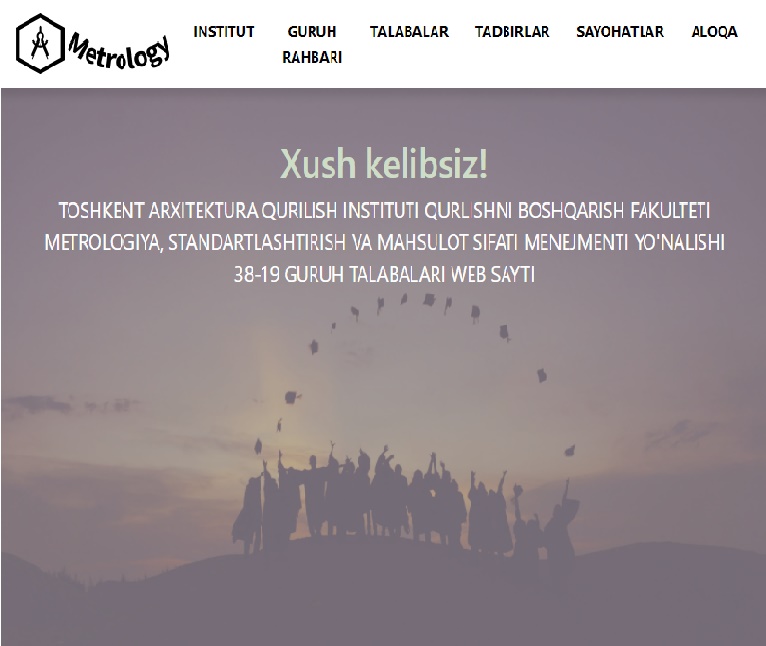 Metrology
INSTITUT
GURUH
RAHBARI
TALABALAR
TADBIRLAR
SAYOHATLAR
ALOQA
Xush kelibsiz!
TOSHKENT ARXITEKTURA QURILISH INSTITUTI QURLISHNI BOSHQARISH FAKULTETI
METROLOGIYA, STANDARTLASHTIRISH VA MAHSULOT SIFATI MENEJMENTI YO'NALISHI
38-19 GURUH TALABALARI WEB SAYTI